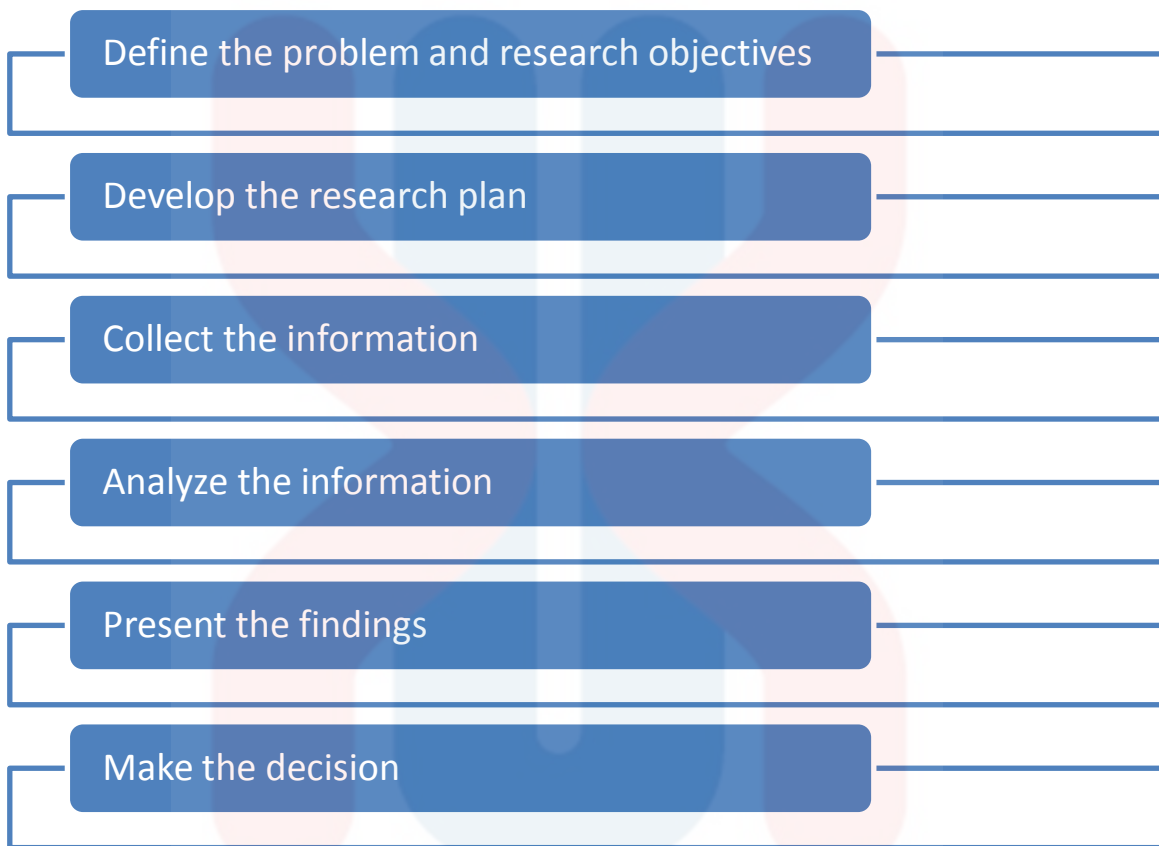 Define the problem and research objectives
Develop the research plan
Collect the information
Analyze the information
Present the findings
Make the decision